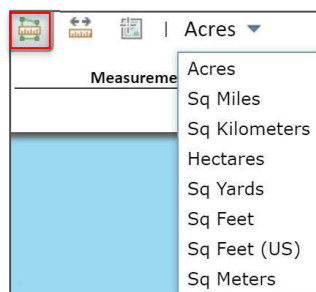 | Acres
Measureme
Acres
Sq Miles
Sq Kilometers
Hectares
Sq Yards
Sq Feet
Sq Feet (US)
Sq Meters